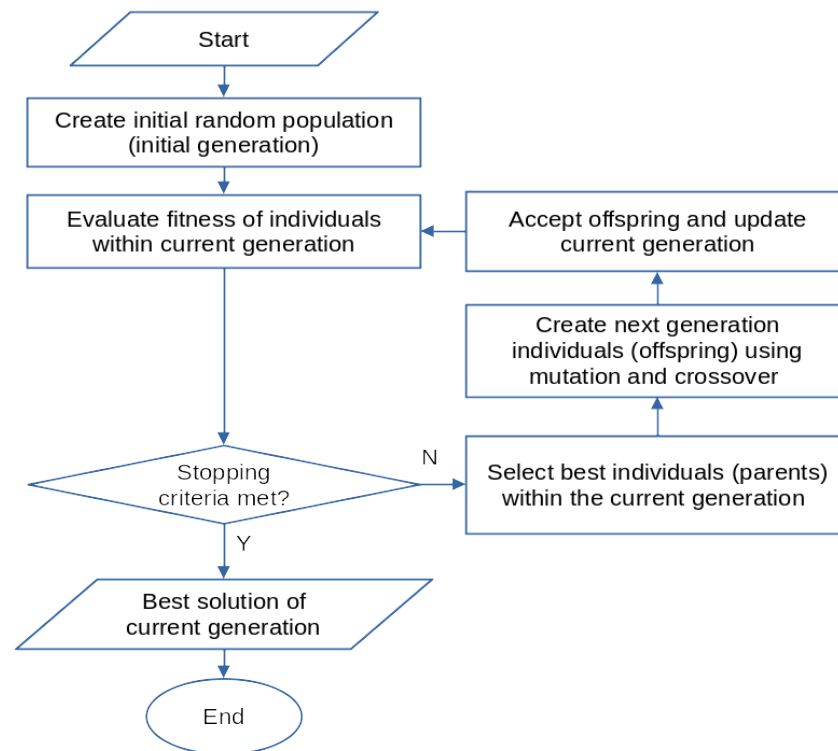 Start
Create initial random population
(initial generation)
Evaluate fitness of individuals
within current generation
Accept offspring and update
current generation
Create next generation
individuals (offspring) using
mutation and crossover
Stopping
criteria met?
N
Select best individuals (parents)
within the current generation
Y
Best solution of
current generation
End